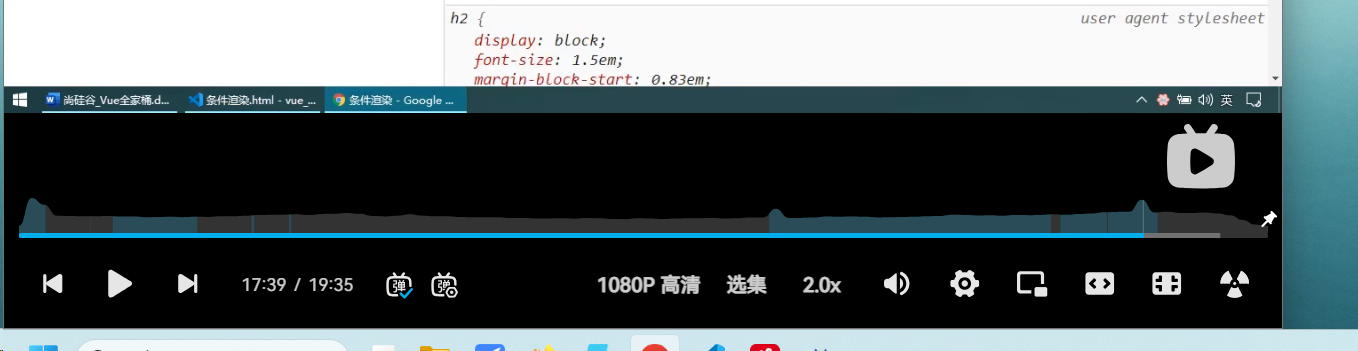 h2 {
user agent stylesheet
display: block;
font-size: 1.5em;
margin-block-start: 0.83em;
尚硅谷_Vue全家桶.d...
条件渲染.html - vue_...
条件渲染 - Google ...
英
17:39 / 19:35
弹
弹
1080P 高清
选集
2.0x